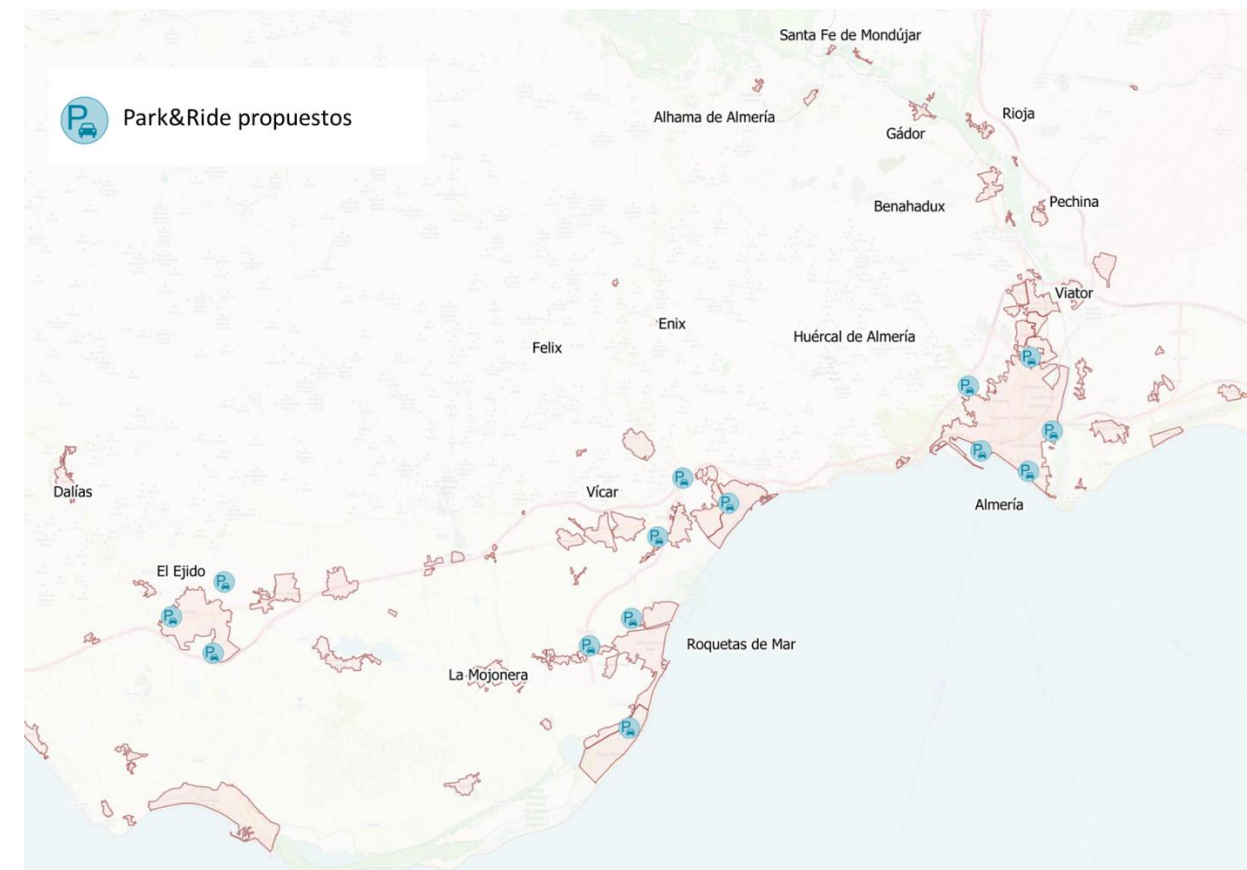 Santa Fe de Mondújar
Park&Ride propuestos
Alhama de Almería
Rioja
Gádor
Benahadux
Pechina
Viator
Enix
Huércal de Almería
Felix
Dalías
Vícar
Almería
El Ejido
Roquetas de Mar
La Mojonera